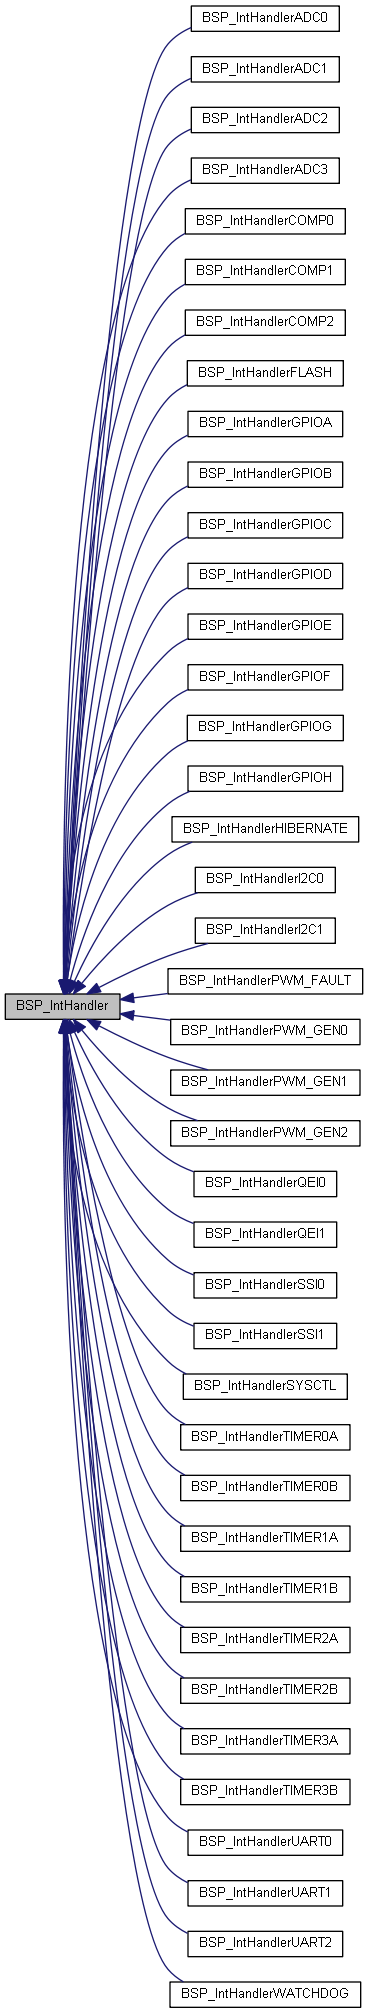 BSP_IntHandlerADC0
BSP_IntHandlerADC1
BSP_IntHandlerADC2
BSP_IntHandlerADC3
BSP_IntHandlerCOMP0
BSP_IntHandlerCOMP1
BSP_IntHandlerCOMP2
BSP_IntHandlerFLASH
BSP_IntHandlerGPIOA
BSP_IntHandlerGPIOB
BSP_IntHandlerGPIOC
BSP_IntHandlerGPIOD
BSP_IntHandlerGPIOE
BSP_IntHandlerGPIOF
BSP_IntHandlerGPIOG
BSP_IntHandlerGPIOH
BSP_IntHandlerHIBERNATE
BSP_IntHandlerI2C0
BSP_IntHandlerI2C1
BSP_IntHandlerPWM_FAULT
BSP_IntHandler
BSP_IntHandlerPWM_GEN0
BSP_IntHandlerPWM_GEN1
BSP_IntHandlerPWM_GEN2
BSP_IntHandlerQEI0
BSP_IntHandlerQEI1
BSP_IntHandlerSSI0
BSP_IntHandlerSSI1
BSP_IntHandlerSYSCTL
BSP_IntHandlerTIMER0A
BSP_IntHandlerTIMER0B
BSP_IntHandlerTIMER1A
BSP_IntHandlerTIMER1B
BSP_IntHandlerTIMER2A
BSP_IntHandlerTIMER2B
BSP_IntHandlerTIMER3A
BSP_IntHandlerTIMER3B
BSP_IntHandlerUART0
BSP_IntHandlerUART1
BSP_IntHandlerUART2
BSP_IntHandlerWATCHDOG